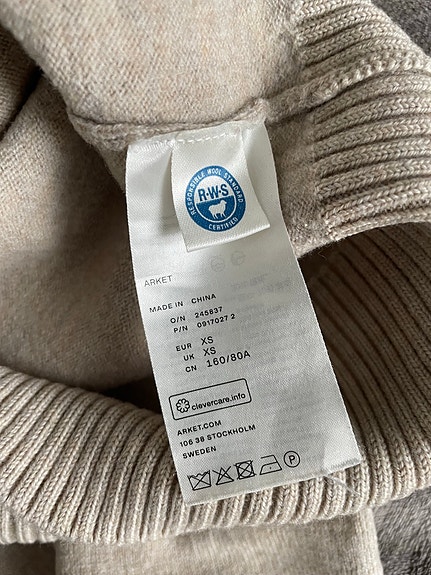 RESPONSIBLE WOOL STANDARD
R·W·S
CERTIFIED
ARKET
MADE IN CHINA
O/N 245837
P/N 0917027 2
EUR XS
UK XS
CN 160/80A
clevercare.info
ARKET.COM
106 38 STOCKHOLM
SWEDEN
P